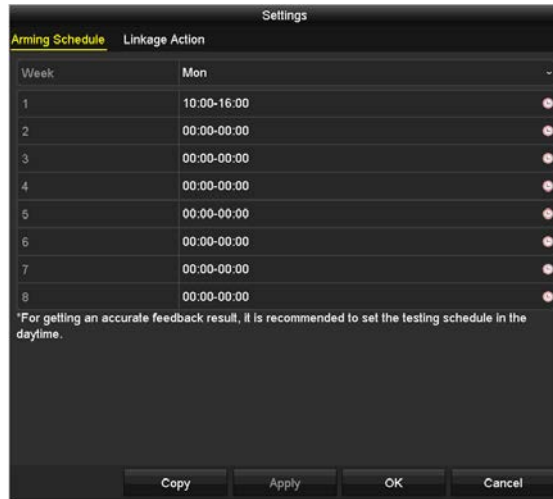 Settings
Arming Schedule Linkage Action
Week Mon
1 10:00-16:00
2 00:00-00:00
3 00:00-00:00
4 00:00-00:00
5 00:00-00:00
6 00:00-00:00
7 00:00-00:00
8 00:00-00:00
*For getting an accurate feedback result, it is recommended to set the testing schedule in the
daytime.
Copy Apply OK Cancel